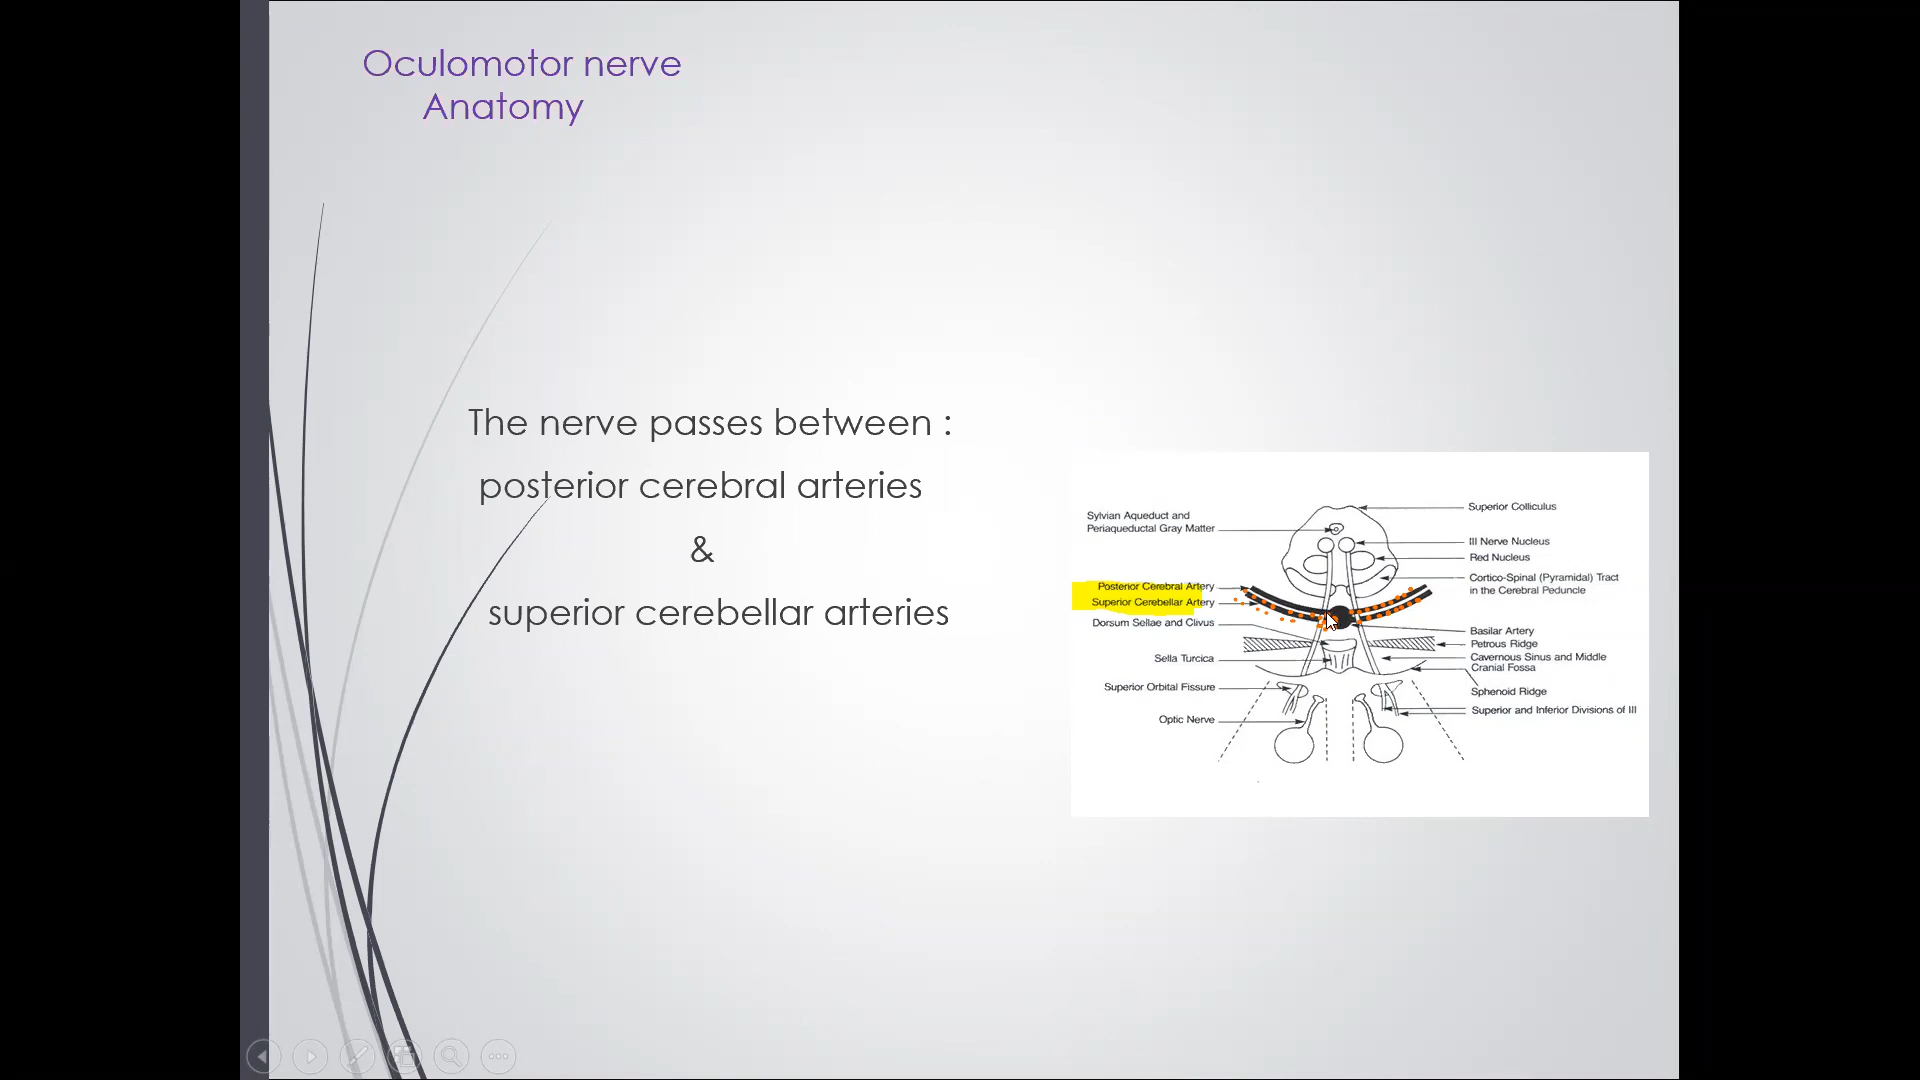 Oculomotor nerve
Anatomy
The nerve passes between :
posterior cerebral arteries
&
superior cerebellar arteries
Sylvian Aqueduct and
Periaqueductal Gray Matter
Posterior Cerebral Artery
Superior Cerebellar Artery
Dorsum Sellae and Clivus
Sella Turcica
Superior Orbital Fissure
Optic Nerve
Superior Colliculus
III Nerve Nucleus
Red Nucleus
Cortico-Spinal (Pyramidal) Tract
in the Cerebral Peduncle
Basilar Artery
Petrous Ridge
Cavernous Sinus and Middle
Cranial Fossa
Sphenoid Ridge
Superior and Inferior Divisions of III